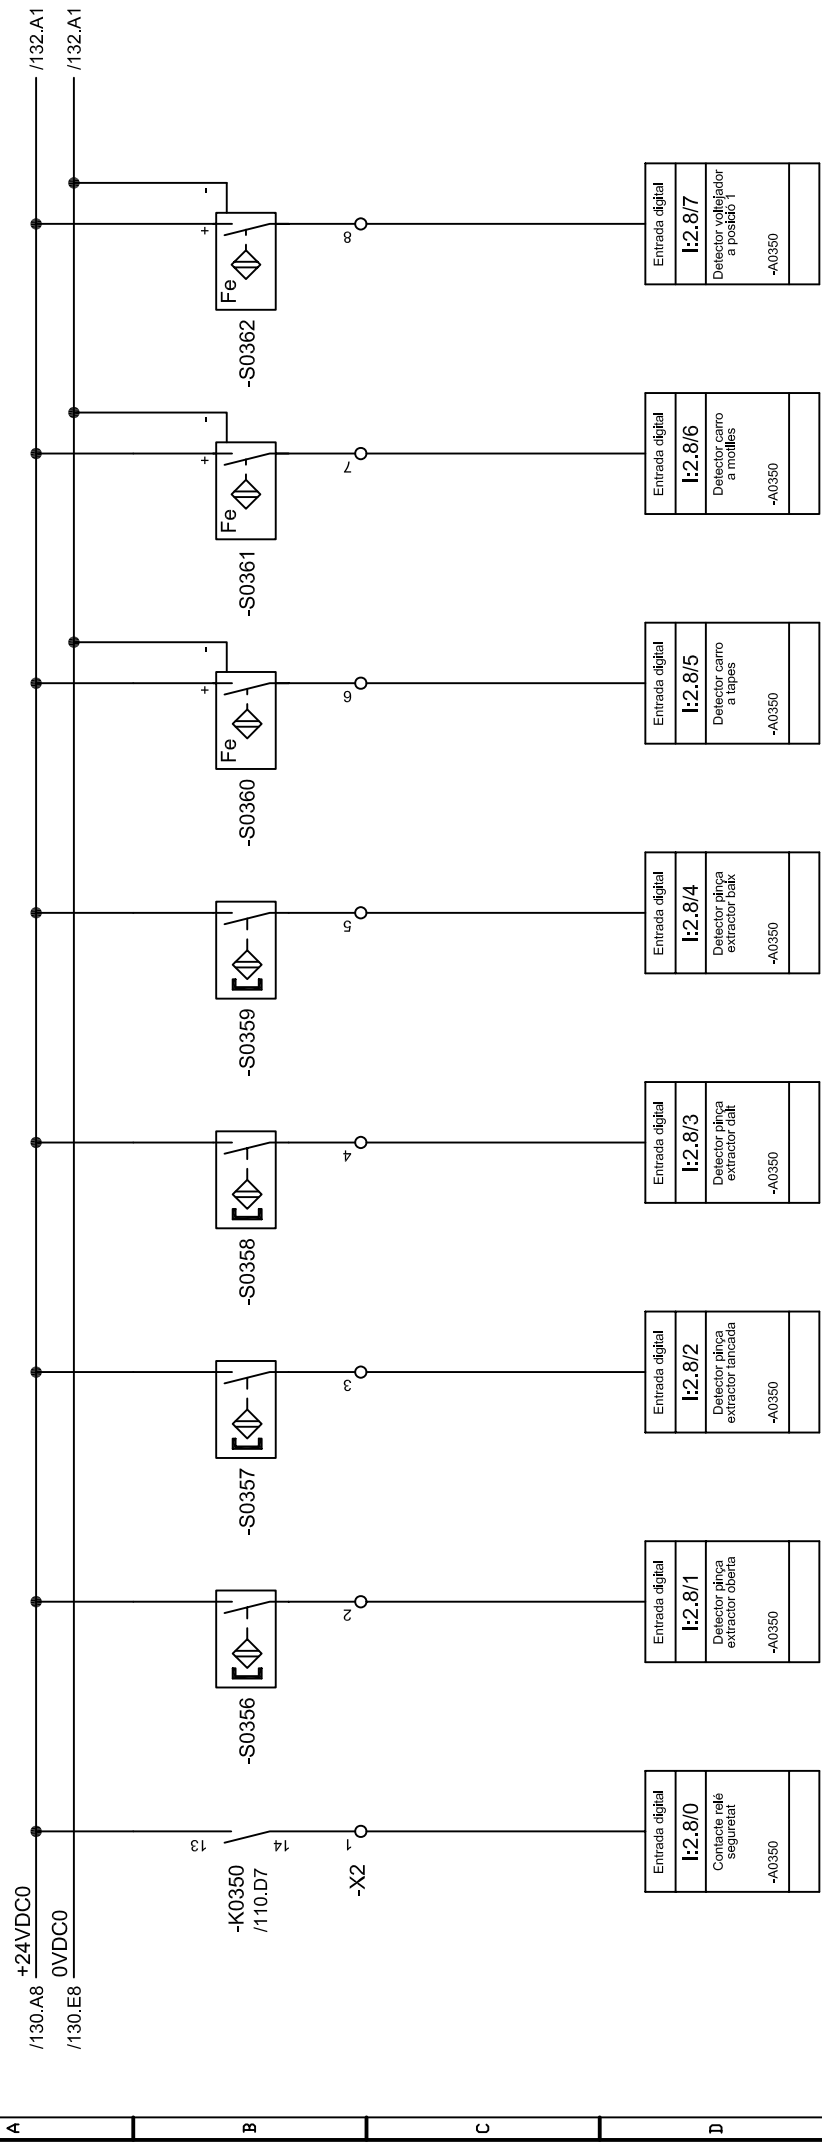 /130.A8
+24VDC0
/132.A1
/130.E8
0VDC0
/132.A1
A
B
C
D
13
14
-K0350
/110.D7
1
-X2
-S0356
2
-S0357
3
-S0358
4
-S0359
5
+
-
Fe
-S0360
6
+
-
Fe
-S0361
7
+
-
Fe
-S0362
8
Entrada digital
I:2.8/0
Contacte relé
seguretat
-A0350
Entrada digital
I:2.8/1
Detector pinça
extractor oberta
-A0350
Entrada digital
I:2.8/2
Detector pinça
extractor tancada
-A0350
Entrada digital
I:2.8/3
Detector pinça
extractor dalt
-A0350
Entrada digital
I:2.8/4
Detector pinça
extractor baix
-A0350
Entrada digital
I:2.8/5
Detector carro
a tapes
-A0350
Entrada digital
I:2.8/6
Detector carro
a motlles
-A0350
Entrada digital
I:2.8/7
Detector voltejador
a posició 1
-A0350